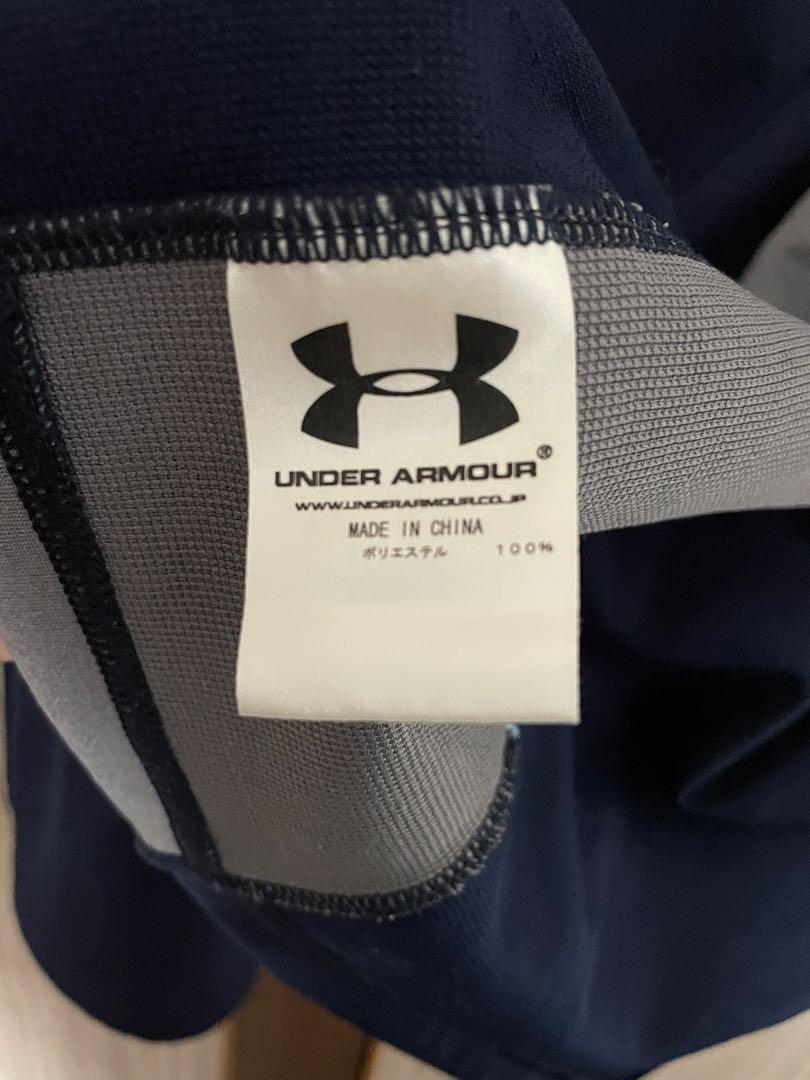 UNDER ARMOUR®
WWW.UNDERARMOUR.CO.JP
MADE IN CHINA
ポリエステル 100%